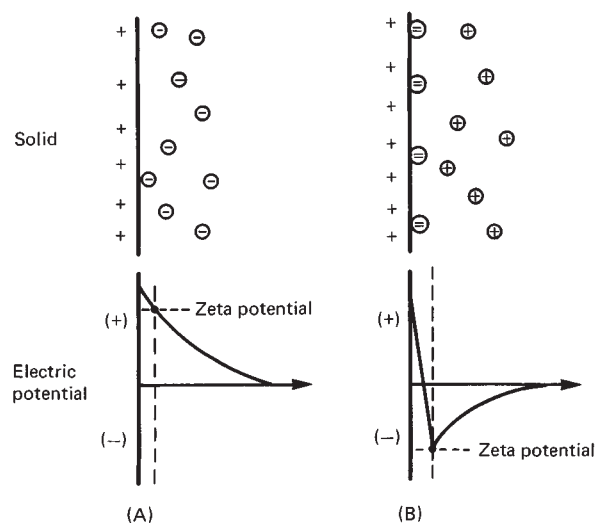 Solid
Zeta potential
(+)
Electric
potential
(−−)
(A)
(+)
(−)
Zeta potential
(B)